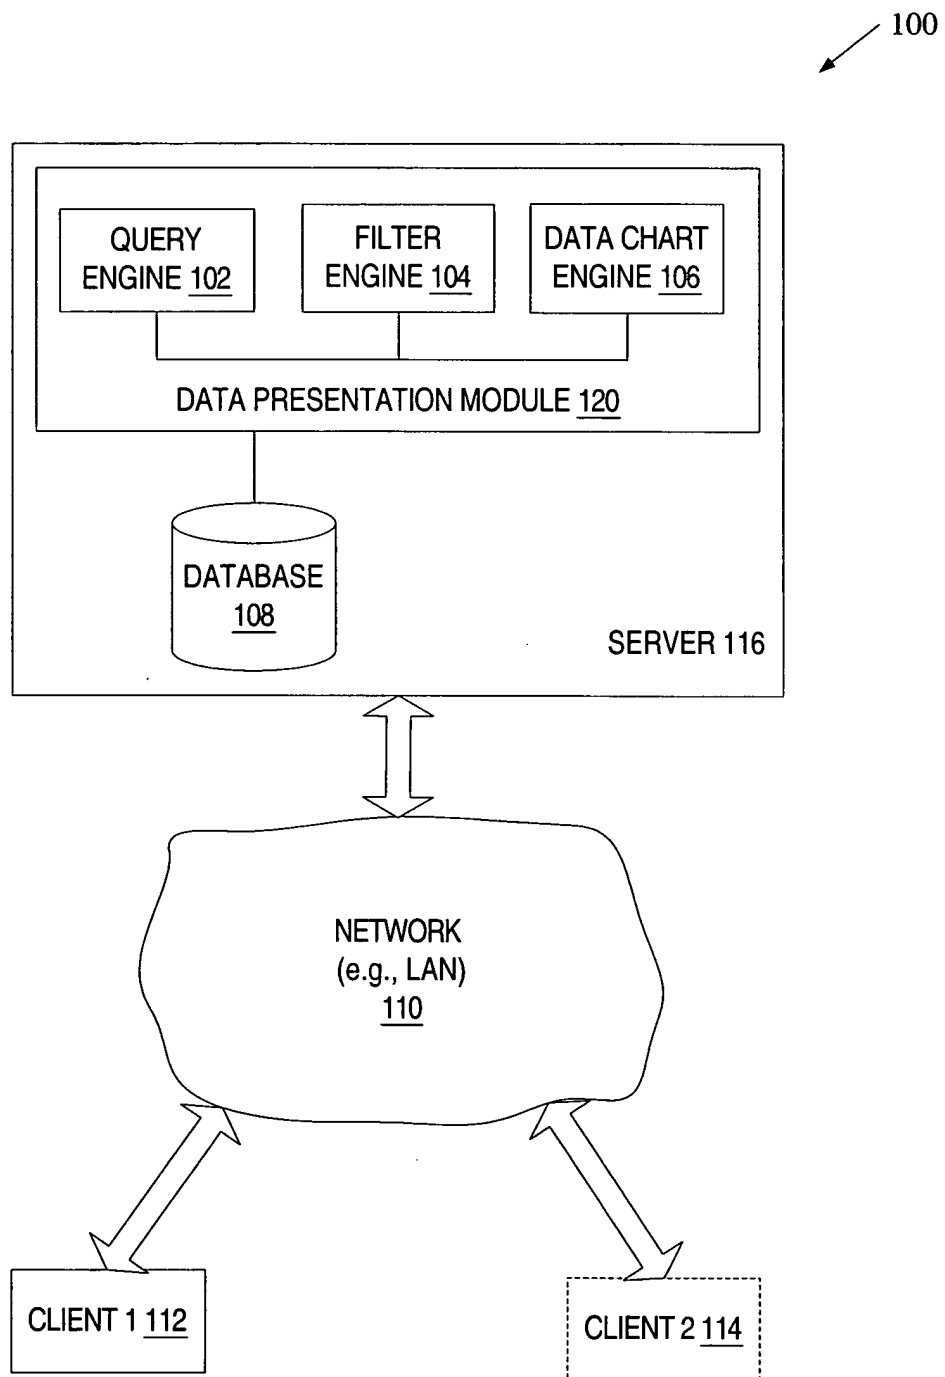 100
QUERY
ENGINE 102
FILTER
ENGINE 104
DATA CHART
ENGINE 106
DATA PRESENTATION MODULE 120
DATABASE
108
SERVER 116
NETWORK
(e.g., LAN)
110
CLIENT 1 112
CLIENT 2 114